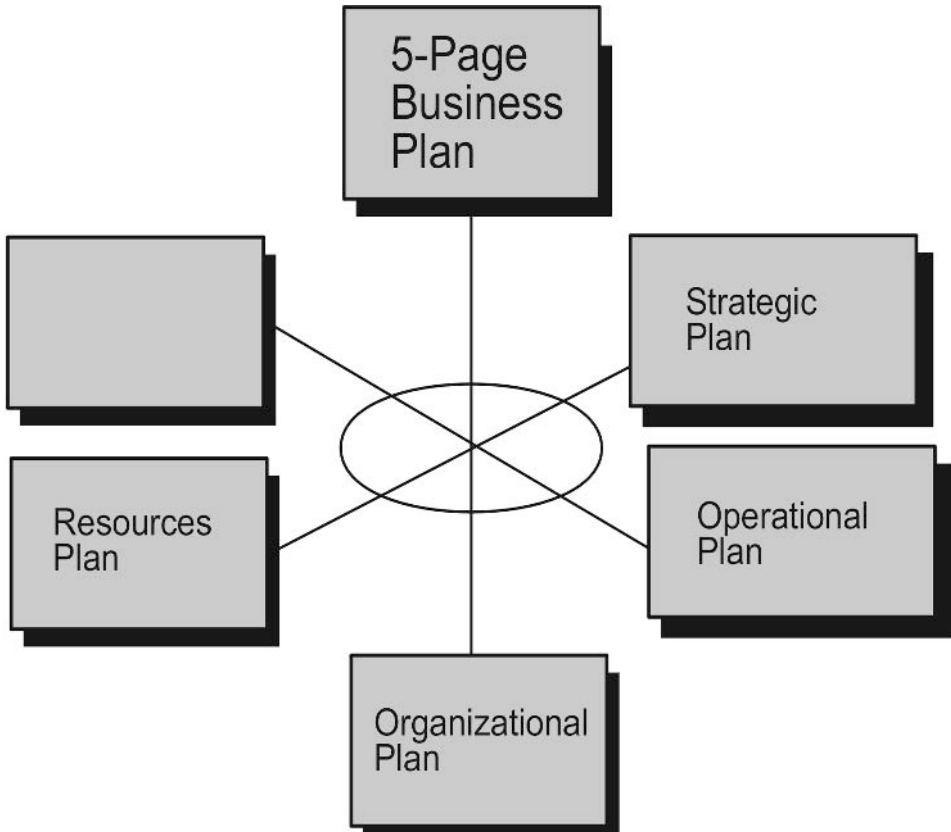 5-Page
Business
Plan
Strategic
Plan
Resources
Plan
Operational
Plan
Organizational
Plan